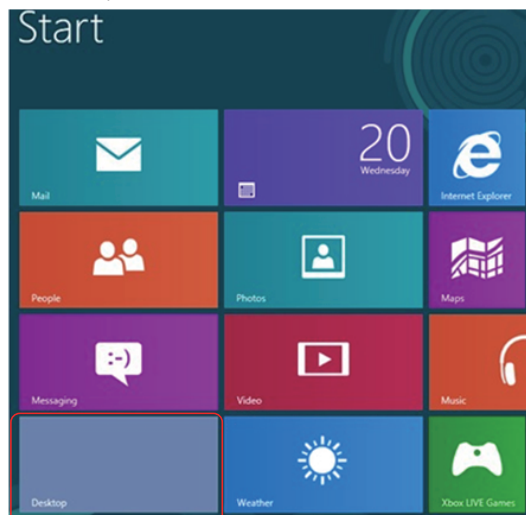 Start
20
Wednesday
Mail
Internet Explorer
People
Photos
Maps
:-)
Messaging
Video
Music
Desktop
Weather
Xbox LIVE Games